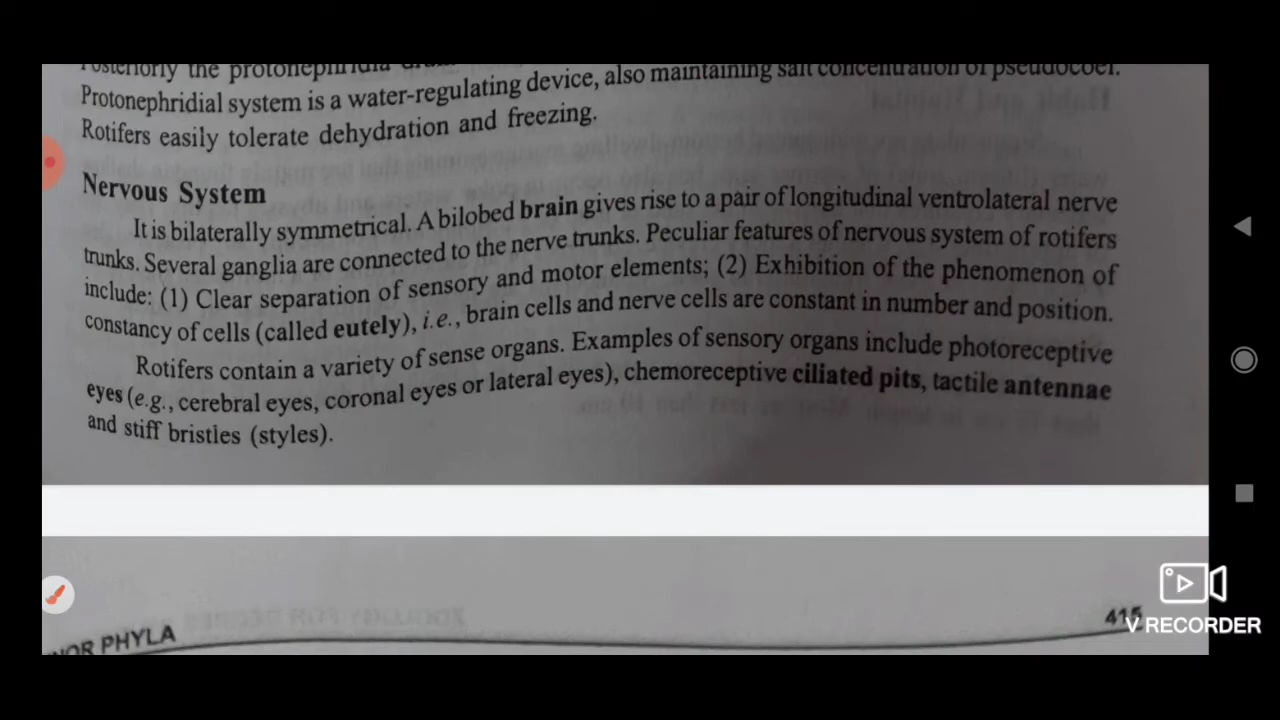 Posteriorly the protonephridia
Protonephridial system is a water-regulating device, also maintaining salt concentration of pseudocoel.
Rotifers easily tolerate dehydration and freezing.
Nervous System
It is bilaterally symmetrical. A bilobed brain gives rise to a pair of longitudinal ventrolateral nerve
trunks. Several ganglia are connected to the nerve trunks. Peculiar features of nervous system of rotifers
include: (1) Clear separation of sensory and motor elements; (2) Exhibition of the phenomenon of
constancy of cells (called eutely), i.e., brain cells and nerve cells are constant in number and position.
Rotifers contain a variety of sense organs. Examples of sensory organs include photoreceptive
eyes (e.g., cerebral eyes, coronal eyes or lateral eyes), chemoreceptive ciliated pits, tactile antennae
and stiff bristles (styles).
PHYLA
415
V RECORDER